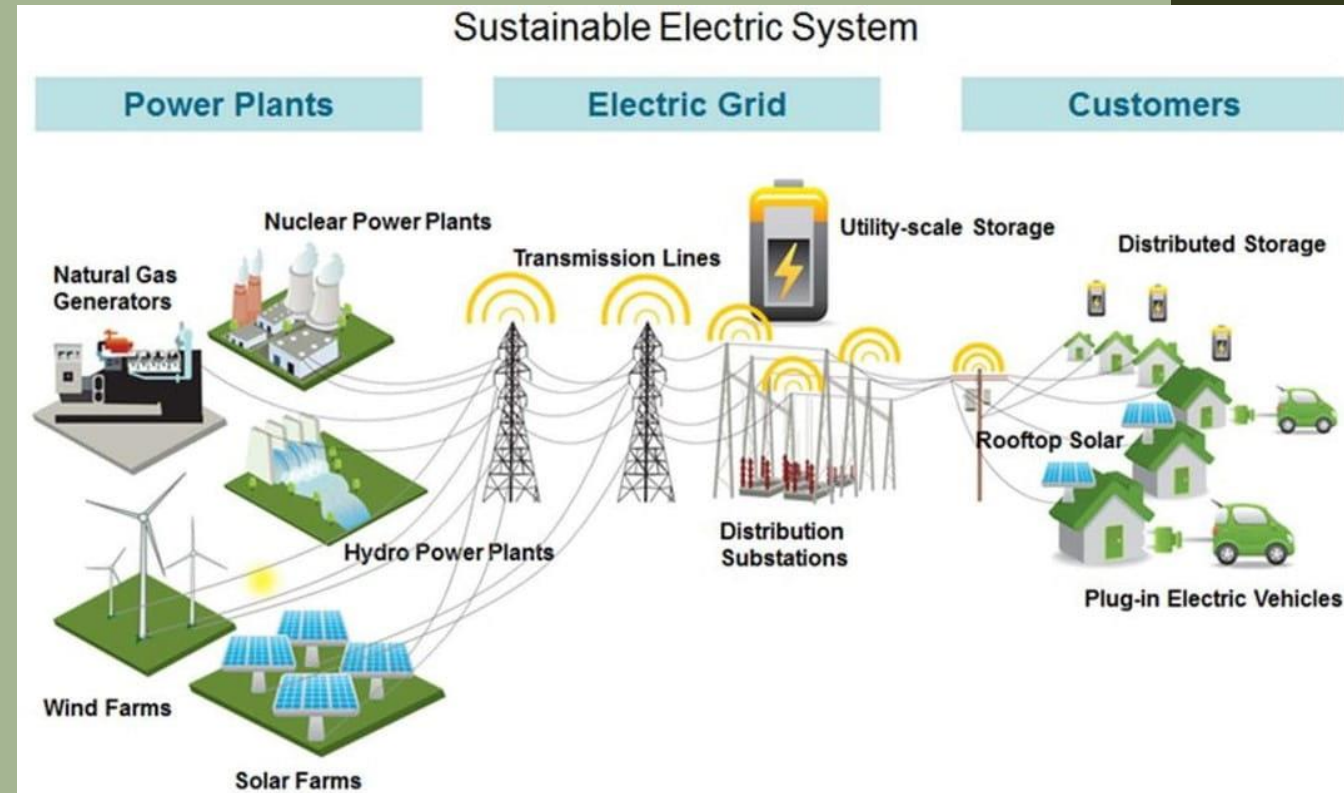 Sustainable Electric System
Power Plants
Electric Grid
Customers
Nuclear Power Plants
Natural Gas
Generators
Hydro Power Plants
Wind Farms
Solar Farms
Transmission Lines
Utility-scale Storage
Distribution
Substations
Distributed Storage
Rooftop Solar
Plug-in Electric Vehicles